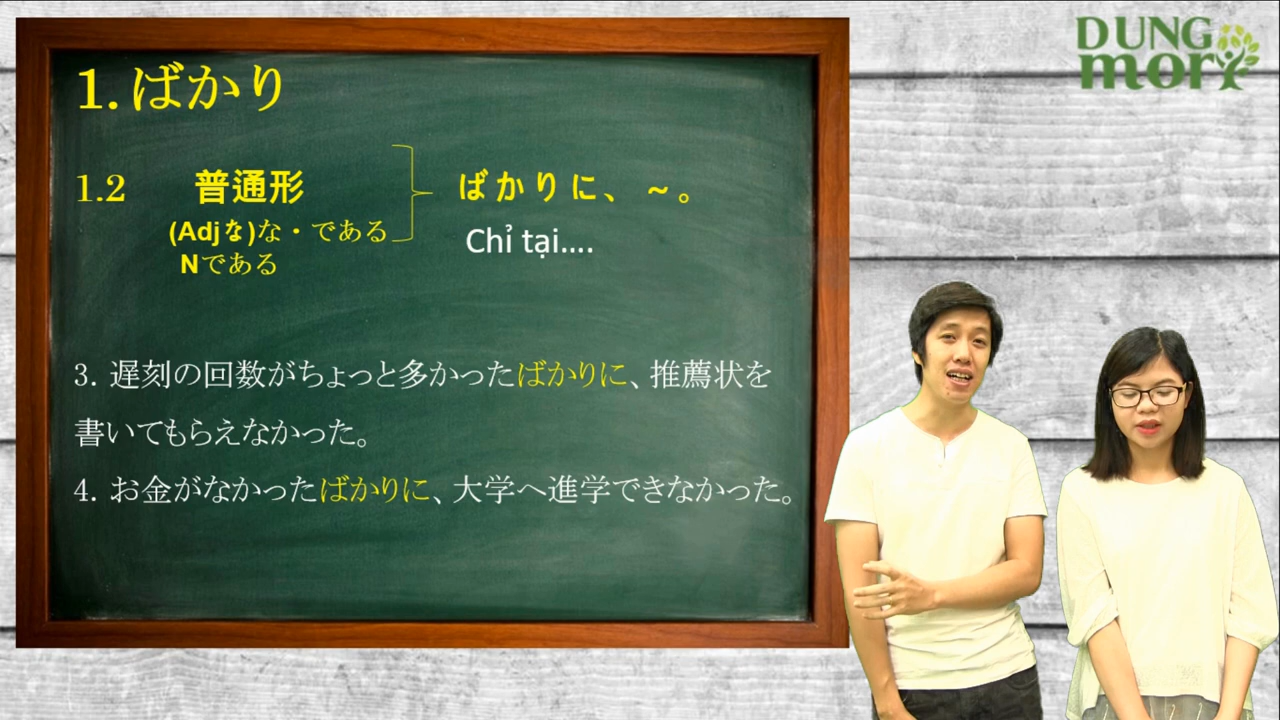 DUNG
mori
1. ばかり
1.2 普通形 ばかりに、~。
(Adjな)な・である
Chỉ tại....
Nである
3. 遅刻の回数がちょっと多かったばかりに、推薦状を
書いてもらえなかった。
4. お金がなかったばかりに、大学へ進学できなかった。